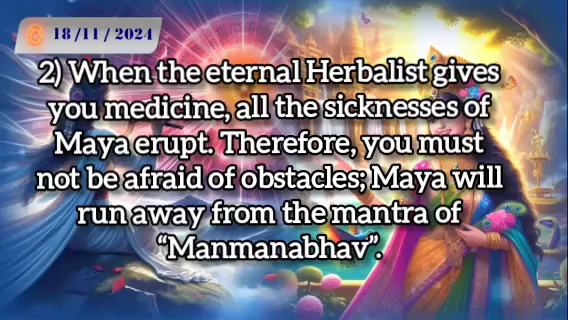 18/11/2024
2) When the eternal Herbalist gives
you medicine, all the sicknesses of
Maya erupt. Therefore, you must
not be afraid of obstacles; Maya will
run away from the mantra of
“Manmanabhav”.